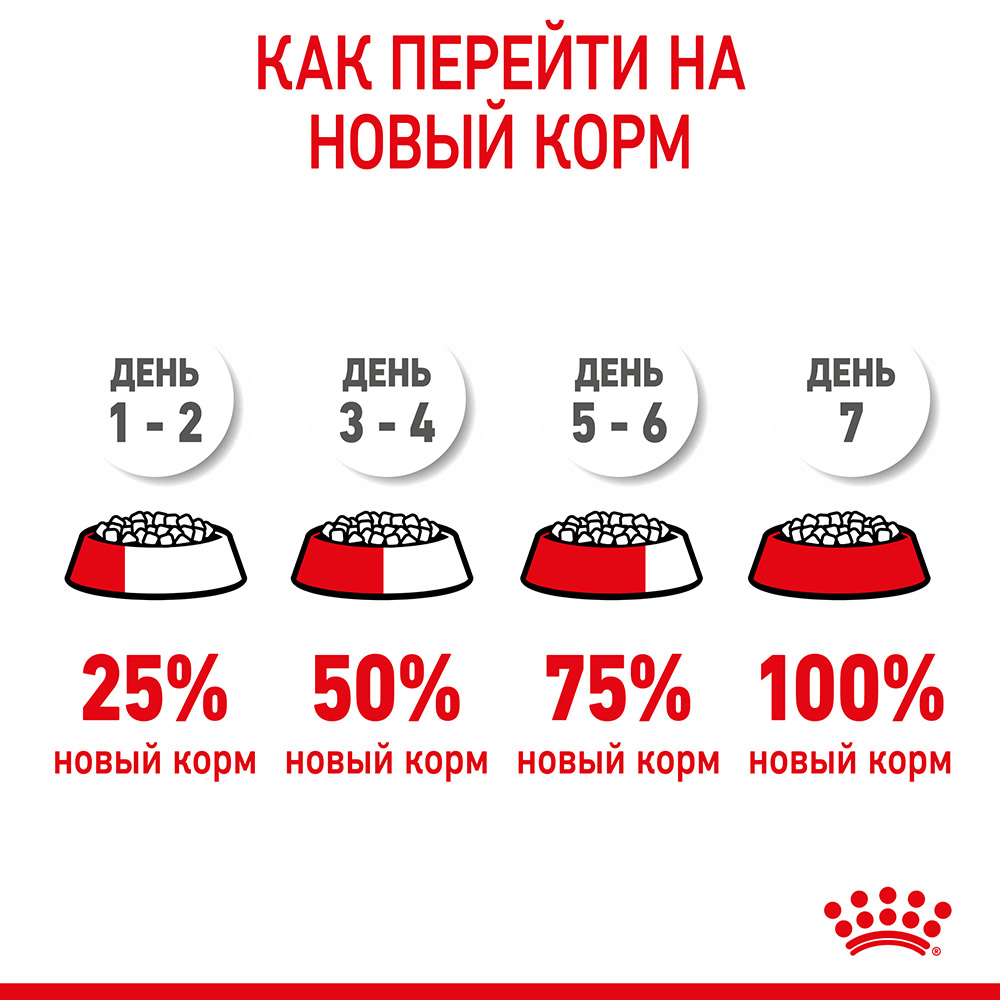 КАК ПЕРЕЙТИ НА
НОВЫЙ КОРМ
ДЕНЬ
1 - 2
ДЕНЬ
3 - 4
ДЕНЬ
5 - 6
ДЕНЬ
7
25%
новый корм
50%
новый корм
75%
новый корм
100%
новый корм
®